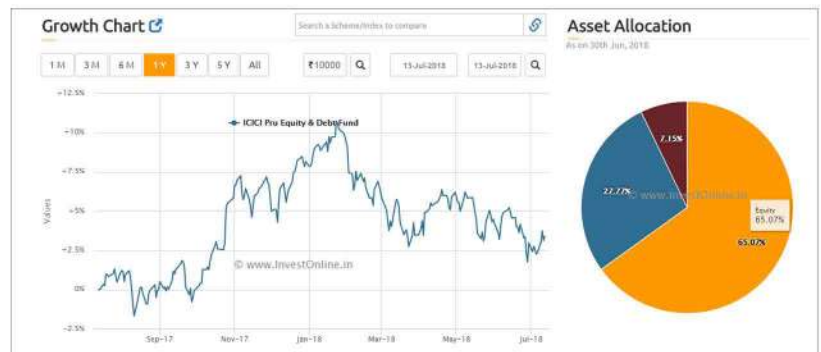 Growth Chart
Search a Scheme/Index to compare
1 M 3 M 6 M 1 Y 3 Y 5 Y All ₹10000 13-Jul-2018 13-Jul-2018
+12.5%
+10%
+7.5%
+5%
+2.5%
0%
-2.5%
Values
ICICI Pru Equity & Debt Fund
© www.InvestOnline.in
Sep-17 Nov-17 Jan-18 Mar-18 May-18 Jul-18
Asset Allocation
As on 30th Jun, 2018
7.15%
27.77%
© www.InvestOnline.in
Equity
65.07%
65.07%